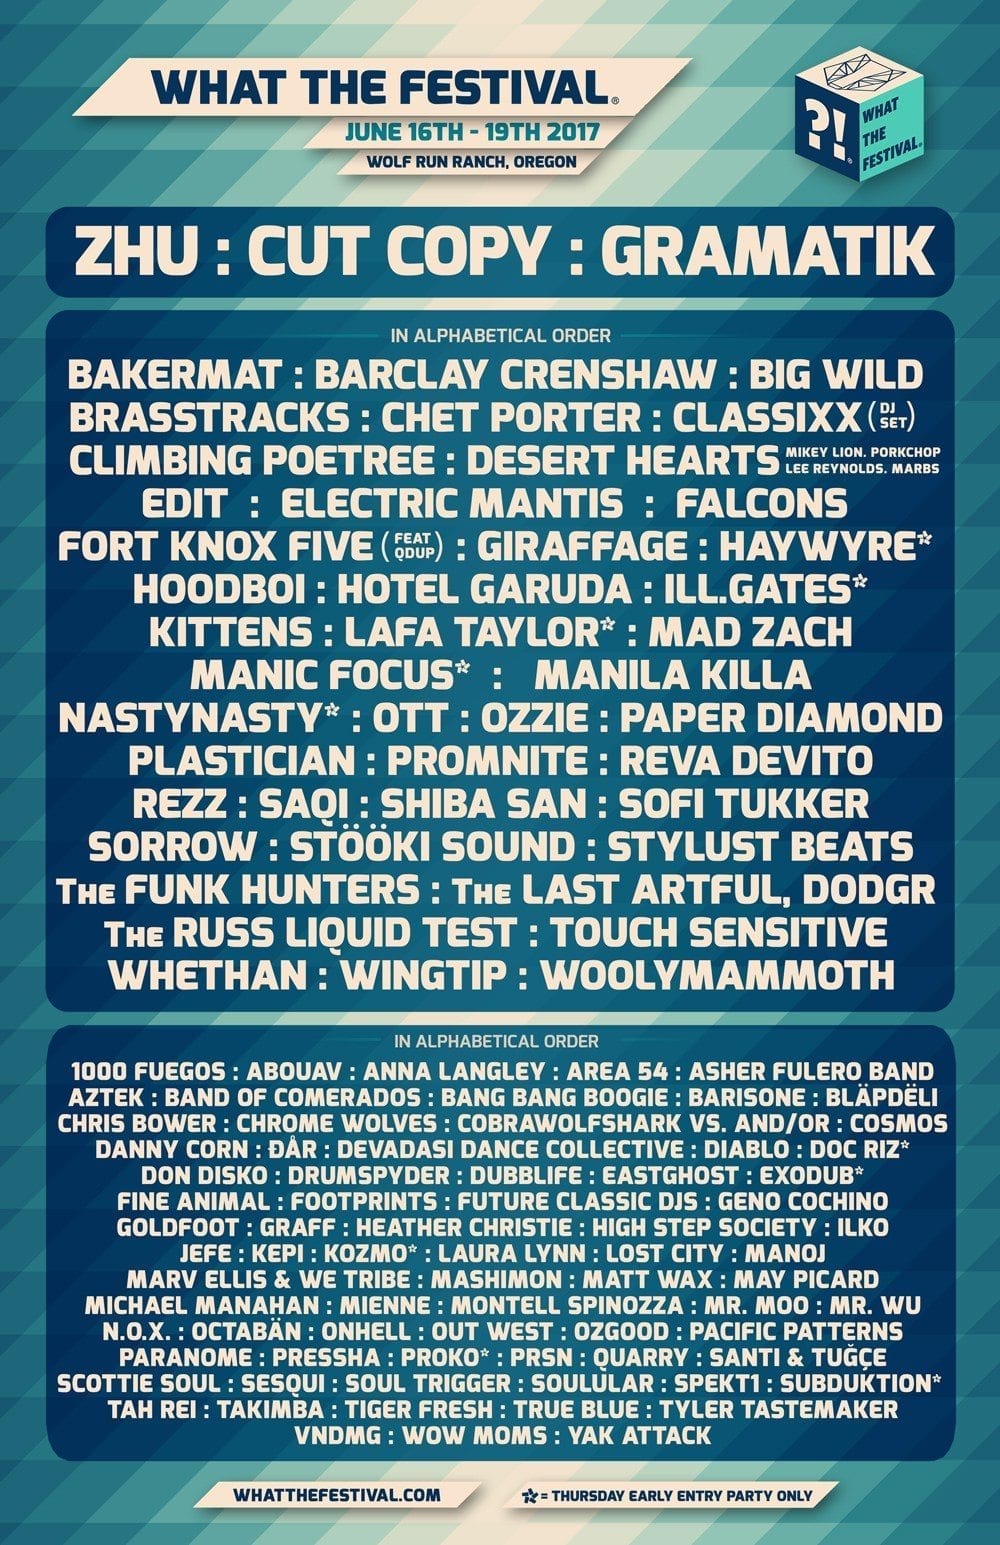 WHAT THE FESTIVAL®
JUNE 16TH - 19TH 2017
WOLF RUN RANCH, OREGON
?!®
WHAT
THE
FESTIVAL®
ZHU : CUT COPY : GRAMATIK
IN ALPHABETICAL ORDER
BAKERMAT : BARCLAY CRENSHAW : BIG WILD
BRASSTRACKS : CHET PORTER : CLASSIXX (DJ SET)
CLIMBING POETREE : DESERT HEARTS MIKEY LION. PORKCHOP LEE REYNOLDS. MARBS
EDIT : ELECTRIC MANTIS : FALCONS
FORT KNOX FIVE (FEAT QDUP) : GIRAFFAGE : HAYWYRE*
HOODBOI : HOTEL GARUDA : ILL.GATES*
KITTENS : LAFA TAYLOR* : MAD ZACH
MANIC FOCUS* : MANILA KILLA
NASTYNASTY* : OTT : OZZIE : PAPER DIAMOND
PLASTICIAN : PROMNITE : REVA DEVITO
REZZ : SAQI : SHIBA SAN : SOFI TUKKER
SORROW : STÖÖKI SOUND : STYLUST BEATS
The FUNK HUNTERS : The LAST ARTFUL, DODGR
The RUSS LIQUID TEST : TOUCH SENSITIVE
WHETHAN : WINGTIP : WOOLYMAMMOTH
IN ALPHABETICAL ORDER
1000 FUEGOS : ABOUAV : ANNA LANGLEY : AREA 54 : ASHER FULERO BAND
AZTEK : BAND OF COMERADOS : BANG BANG BOOGIE : BARISONE : BLÄPDËLI
CHRIS BOWER : CHROME WOLVES : COBRAWOLFSHARK VS. AND/OR : COSMOS
DANNY CORN : ĐÅR : DEVADASI DANCE COLLECTIVE : DIABLO : DOC RIZ*
DON DISKO : DRUMSPYDER : DUBBLIFE : EASTGHOST : EXODUB*
FINE ANIMAL : FOOTPRINTS : FUTURE CLASSIC DJS : GENO COCHINO
GOLDFOOT : GRAFF : HEATHER CHRISTIE : HIGH STEP SOCIETY : ILKO
JEFE : KEPI : KOZMO* : LAURA LYNN : LOST CITY : MANOJ
MARV ELLIS & WE TRIBE : MASHIMON : MATT WAX : MAY PICARD
MICHAEL MANAHAN : MIENNE : MONTELL SPINOZZA : MR. MOO : MR. WU
N.O.X. : OCTABÄN : ONHELL : OUT WEST : OZGOOD : PACIFIC PATTERNS
PARANOME : PRESSHA : PROKO* : PRSN : QUARRY : SANTI & TUĞÇE
SCOTTIE SOUL : SESQUI : SOUL TRIGGER : SOULULAR : SPEKT1 : SUBDUḰTION*
TAH REI : TAKIMBA : TIGER FRESH : TRUE BLUE : TYLER TASTEMAKER
VNDMG : WOW MOMS : YAK ATTACK
WHATTHEFESTIVAL.COM
* = THURSDAY EARLY ENTRY PARTY ONLY